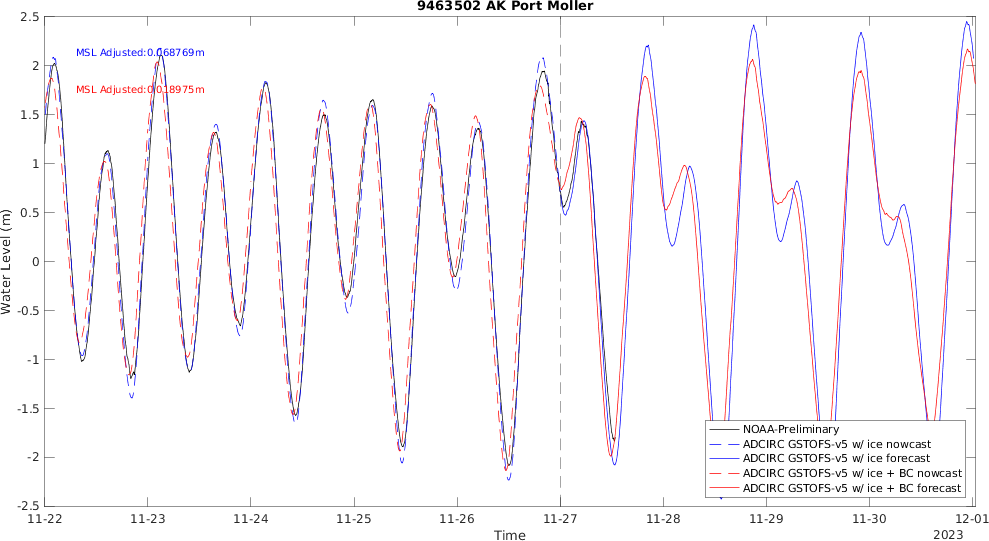 9463502 AK Port Moller
MSL Adjusted:0.068769m
MSL Adjusted:0.018975m
Water Level (m)
2.5
2
1.5
1
0.5
0
-0.5
-1
-1.5
-2
-2.5
NOAA-Preliminary
ADCIRC GSTOFS-v5 w/ ice nowcast
ADCIRC GSTOFS-v5 w/ ice forecast
ADCIRC GSTOFS-v5 w/ ice + BC nowcast
ADCIRC GSTOFS-v5 w/ ice + BC forecast
11-22 11-23 11-24 11-25 11-26 11-27 11-28 11-29 11-30 12-01
2023
Time